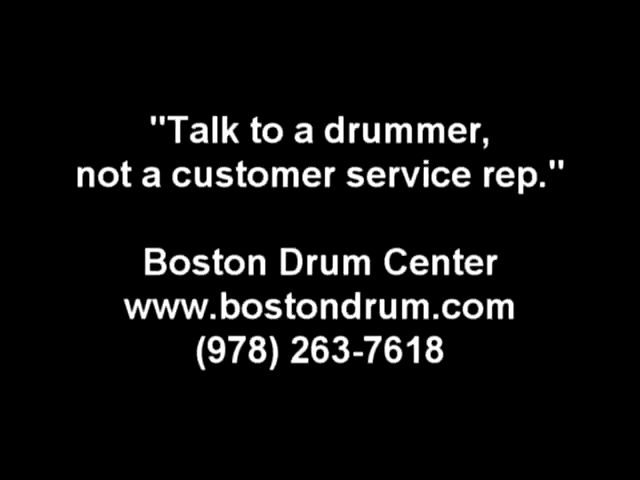 "Talk to a drummer,
not a customer service rep."
Boston Drum Center
www.bostondrum.com
(978) 263-7618